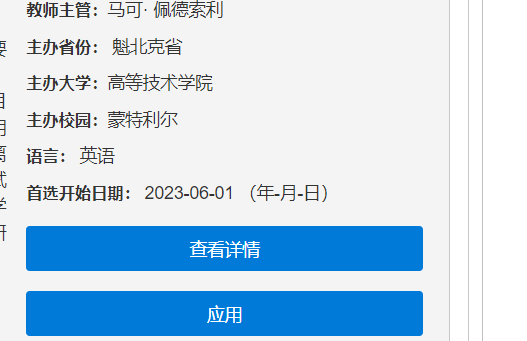 教师主管：马可· 佩德索利
主办省份： 魁北克省
主办大学：高等技术学院
主办校园：蒙特利尔
语言： 英语
首选开始日期： 2023-06-01 （年-月-日）
查看详情
应用